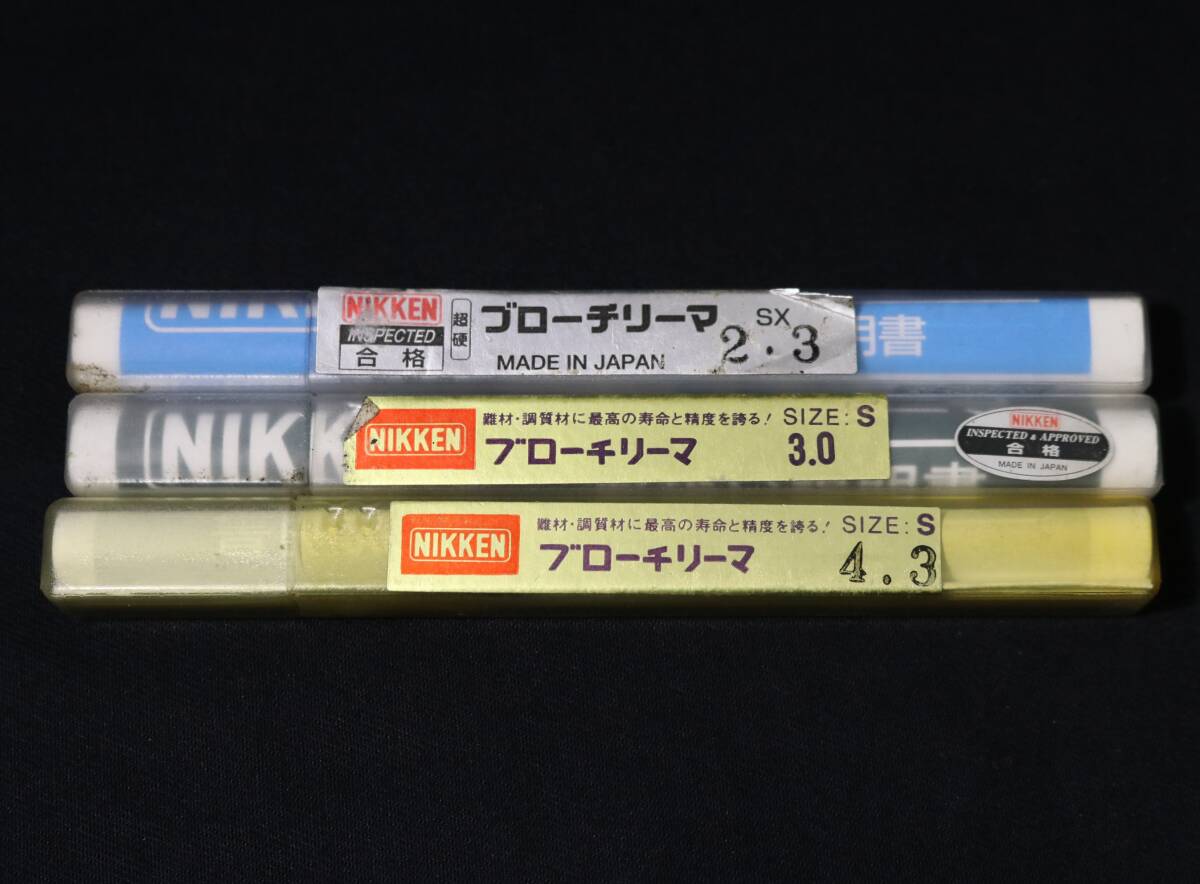 NIKKEN
INSPECTED
合格
超硬
ブローチリーマ
SX
2.3
MADE IN JAPAN
明書
NIKK
NIKKEN
難材・調質材に最高の寿命と精度を誇る! SIZE: S
ブローチリーマ 3.0
NIKKEN
INSPECTED & APPROVED
合格
MADE IN JAPAN
NIKKEN
難材・調質材に最高の寿命と精度を誇る! SIZE: S
ブローチリーマ 4.3